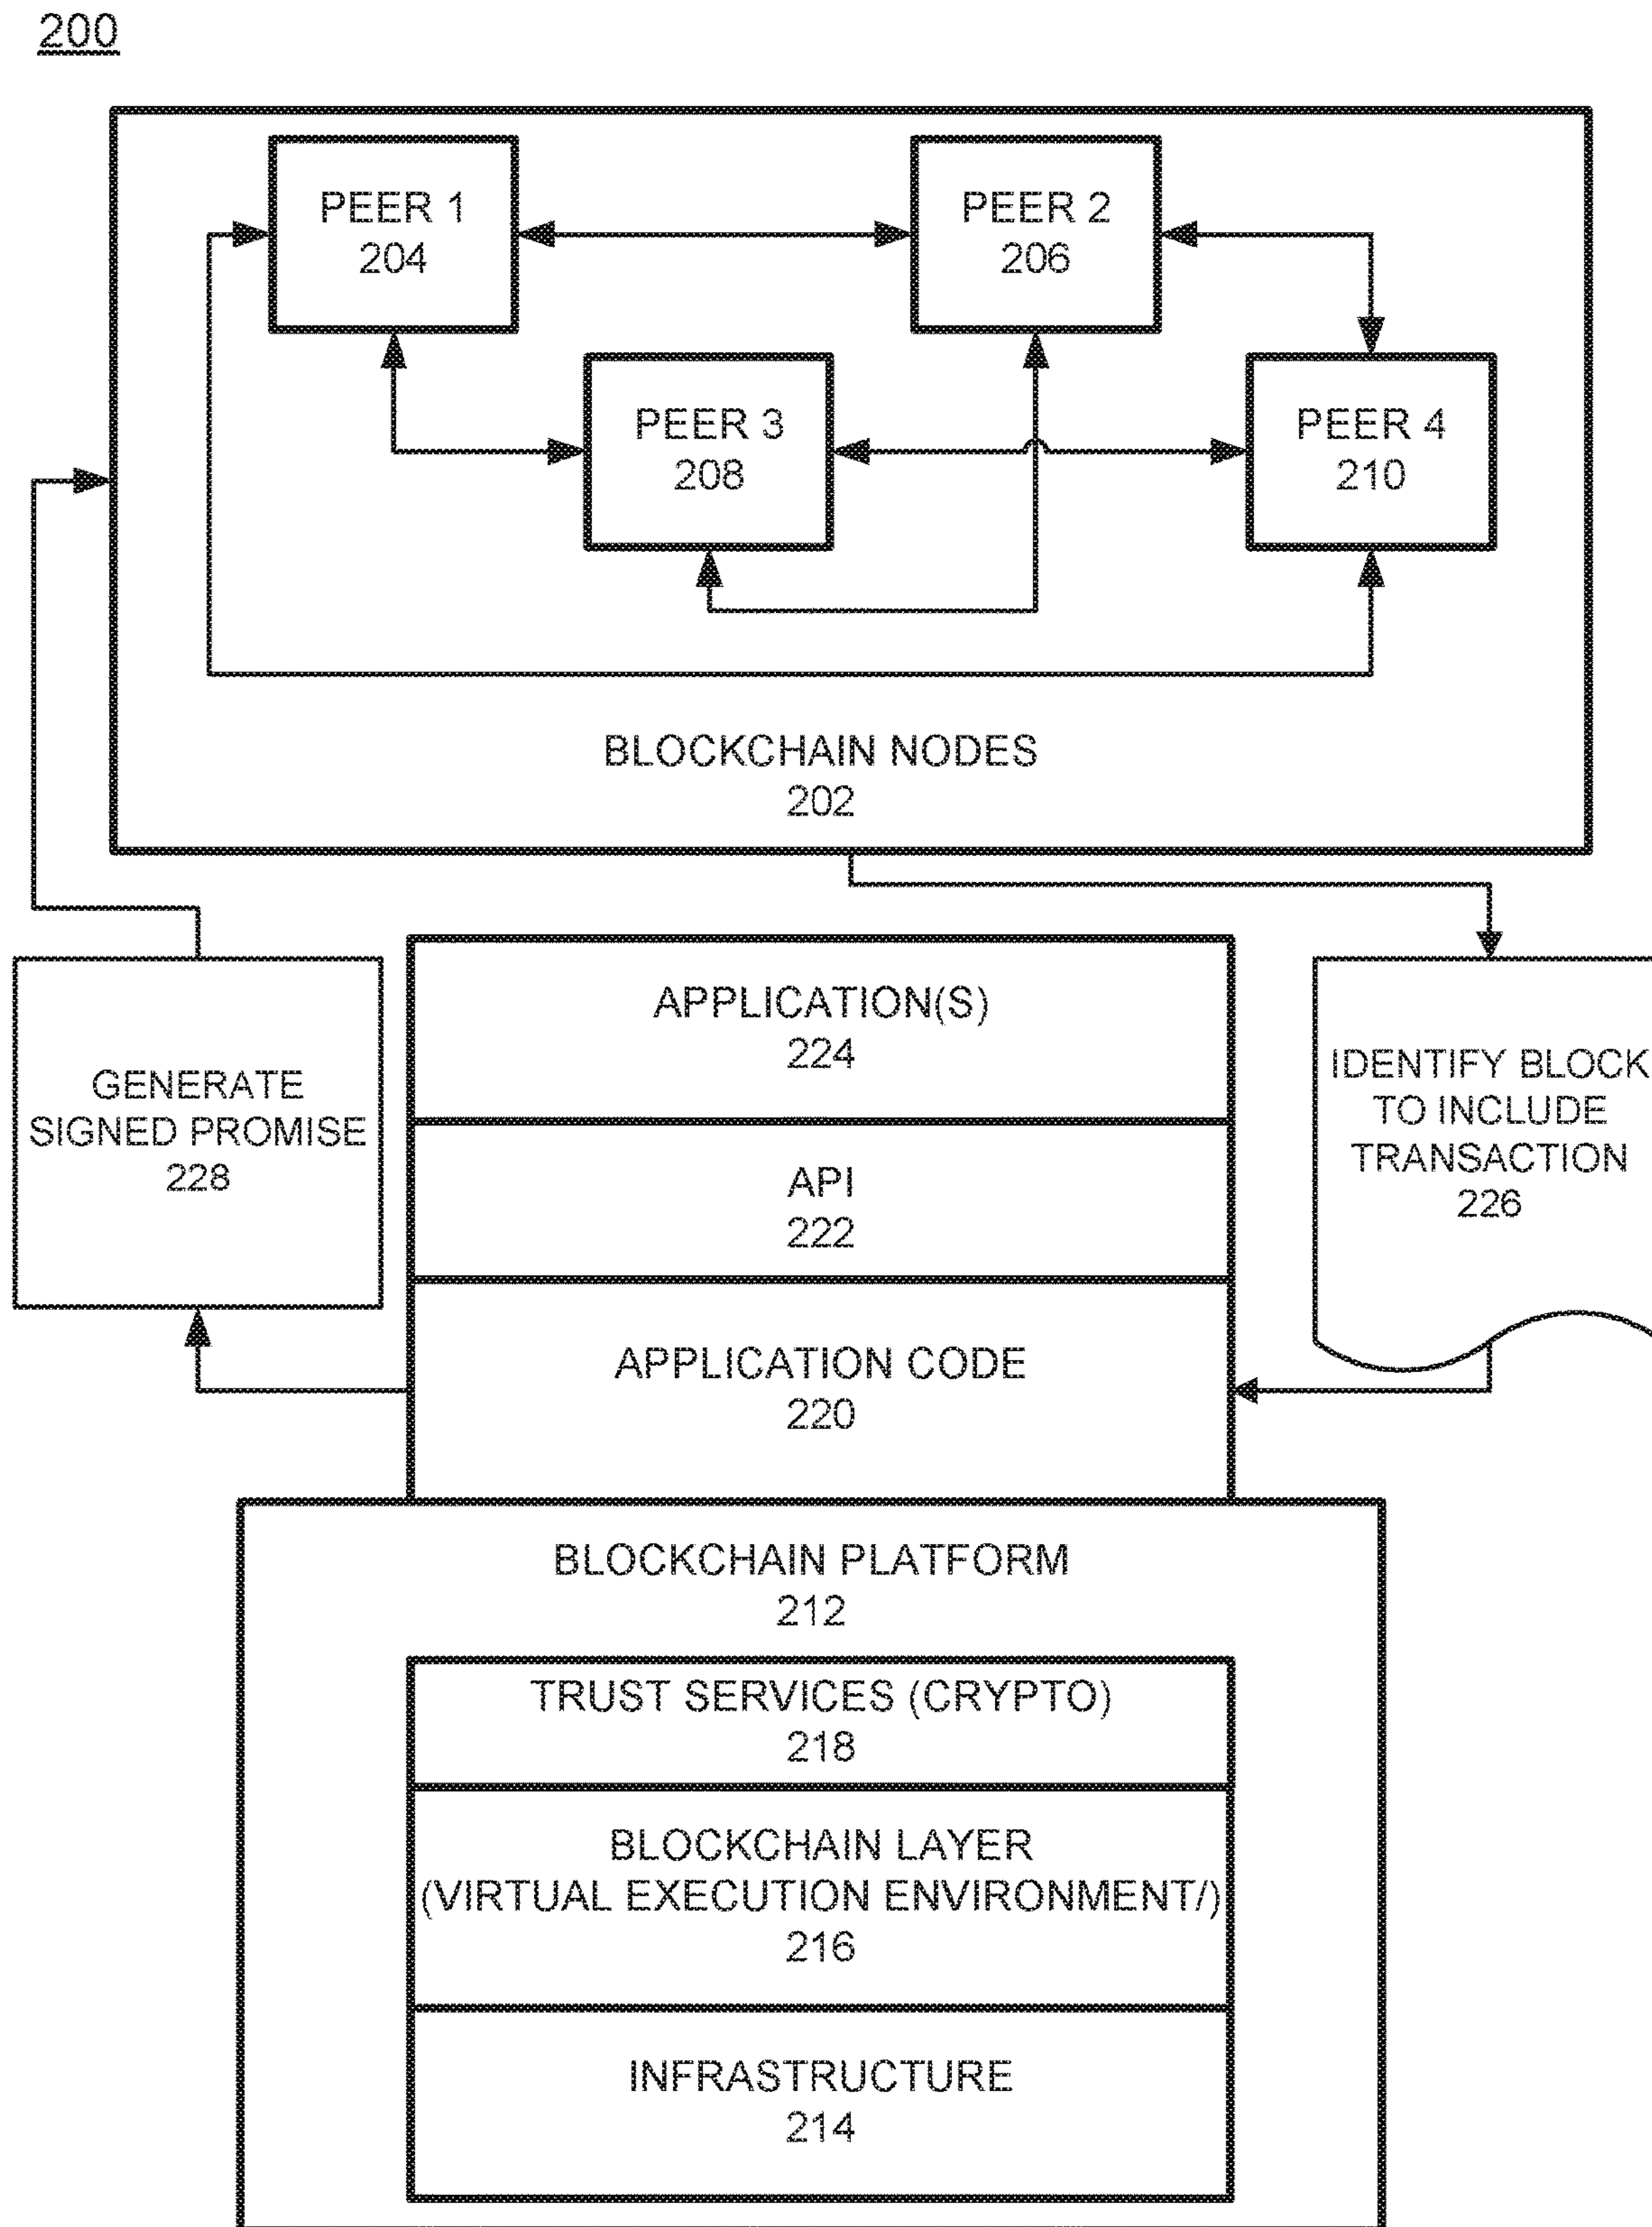 200
PEER 1
204
PEER 2
206
PEER 3
208
PEER 4
210
BLOCKCHAIN NODES
202
APPLICATION(S)
224
GENERATE
SIGNED PROMISE
228
IDENTIFY BLOCK
TO INCLUDE
TRANSACTION
226
API
222
APPLICATION CODE
220
BLOCKCHAIN PLATFORM
212
TRUST SERVICES (CRYPTO)
218
BLOCKCHAIN LAYER
(VIRTUAL EXECUTION ENVIRONMENT/)
216
INFRASTRUCTURE
214